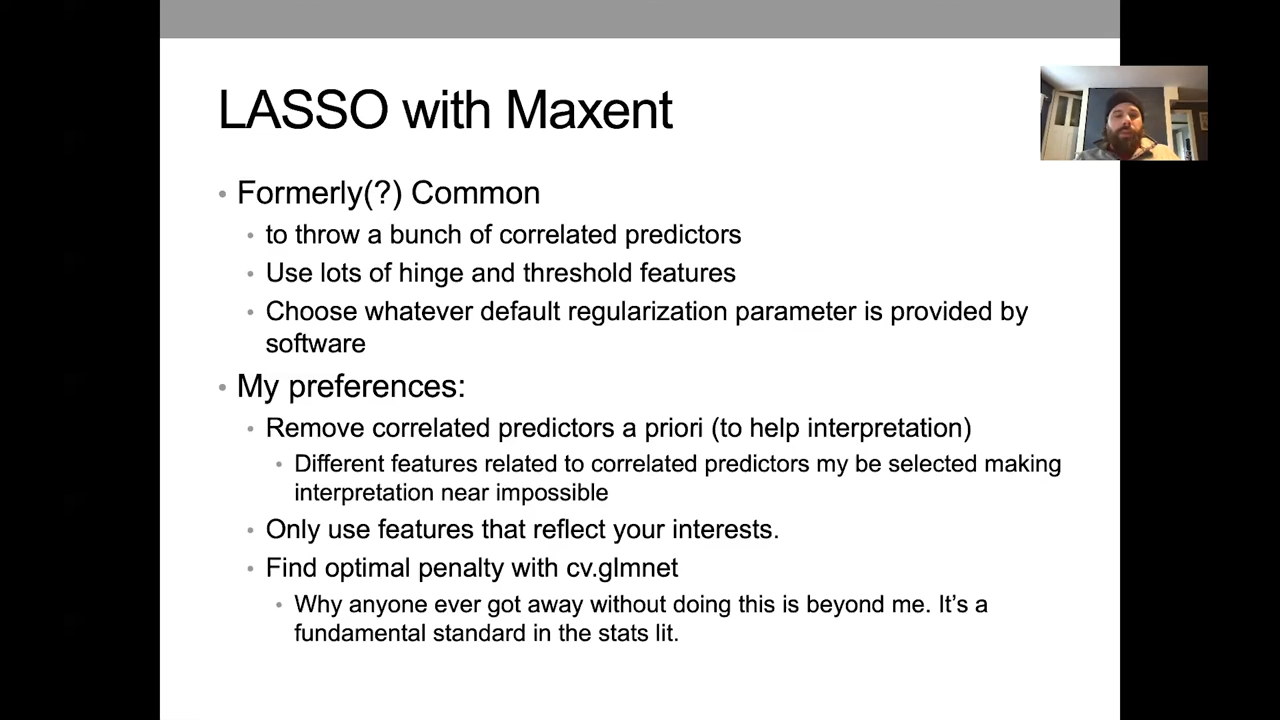 LASSO with Maxent
• Formerly(?) Common
• to throw a bunch of correlated predictors
• Use lots of hinge and threshold features
• Choose whatever default regularization parameter is provided by
software
• My preferences:
• Remove correlated predictors a priori (to help interpretation)
• Different features related to correlated predictors my be selected making
interpretation near impossible
• Only use features that reflect your interests.
• Find optimal penalty with cv.glmnet
• Why anyone ever got away without doing this is beyond me. It’s a
fundamental standard in the stats lit.